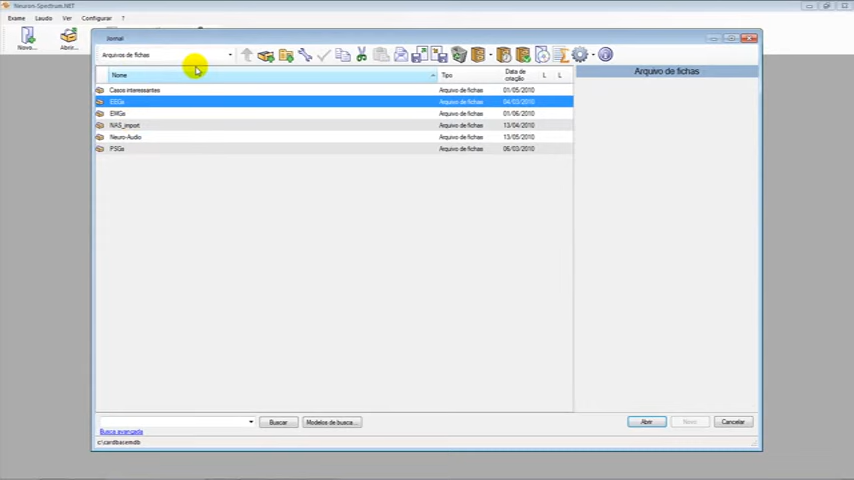 Neuron-Spectrum.NET
Exame Laudo Ver Configurar ?
Novo... Abrir...
Jornal
Arquivos de fichas
Nome Tipo Data de criação L L
Arquivo de fichas
Casos interessantes Arquivo de fichas 01/05/2010
EEGs Arquivo de fichas 04/03/2010
EMGs Arquivo de fichas 01/06/2010
NAS_import Arquivo de fichas 13/04/2010
Neuro-Audio Arquivo de fichas 13/05/2010
PSGs Arquivo de fichas 06/03/2010
Buscar Modelos de busca... Abrir Novo Cancelar
Busca avançada
c:\cardbasemdb